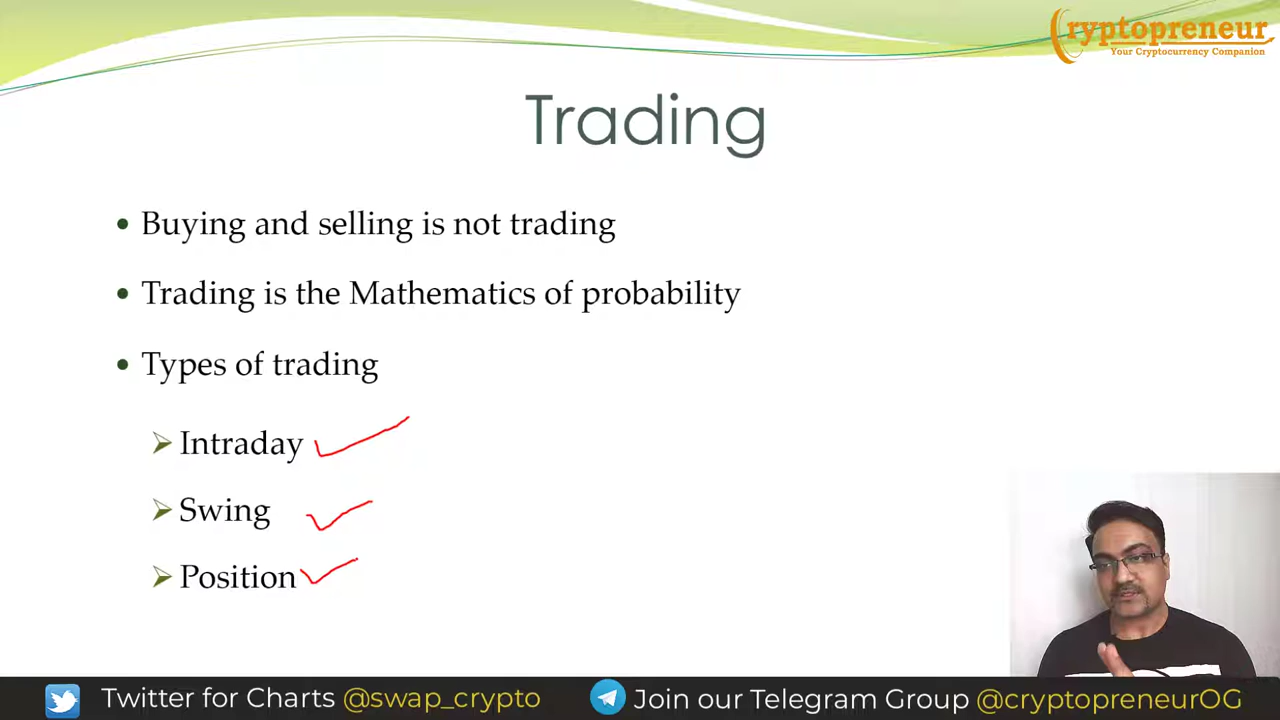 Cryptopreneur
Your Cryptocurrency Companion
Trading
• Buying and selling is not trading
• Trading is the Mathematics of probability
• Types of trading
➢ Intraday
➢ Swing
➢ Position
Twitter for Charts @swap_crypto
Join our Telegram Group @cryptopreneurOG